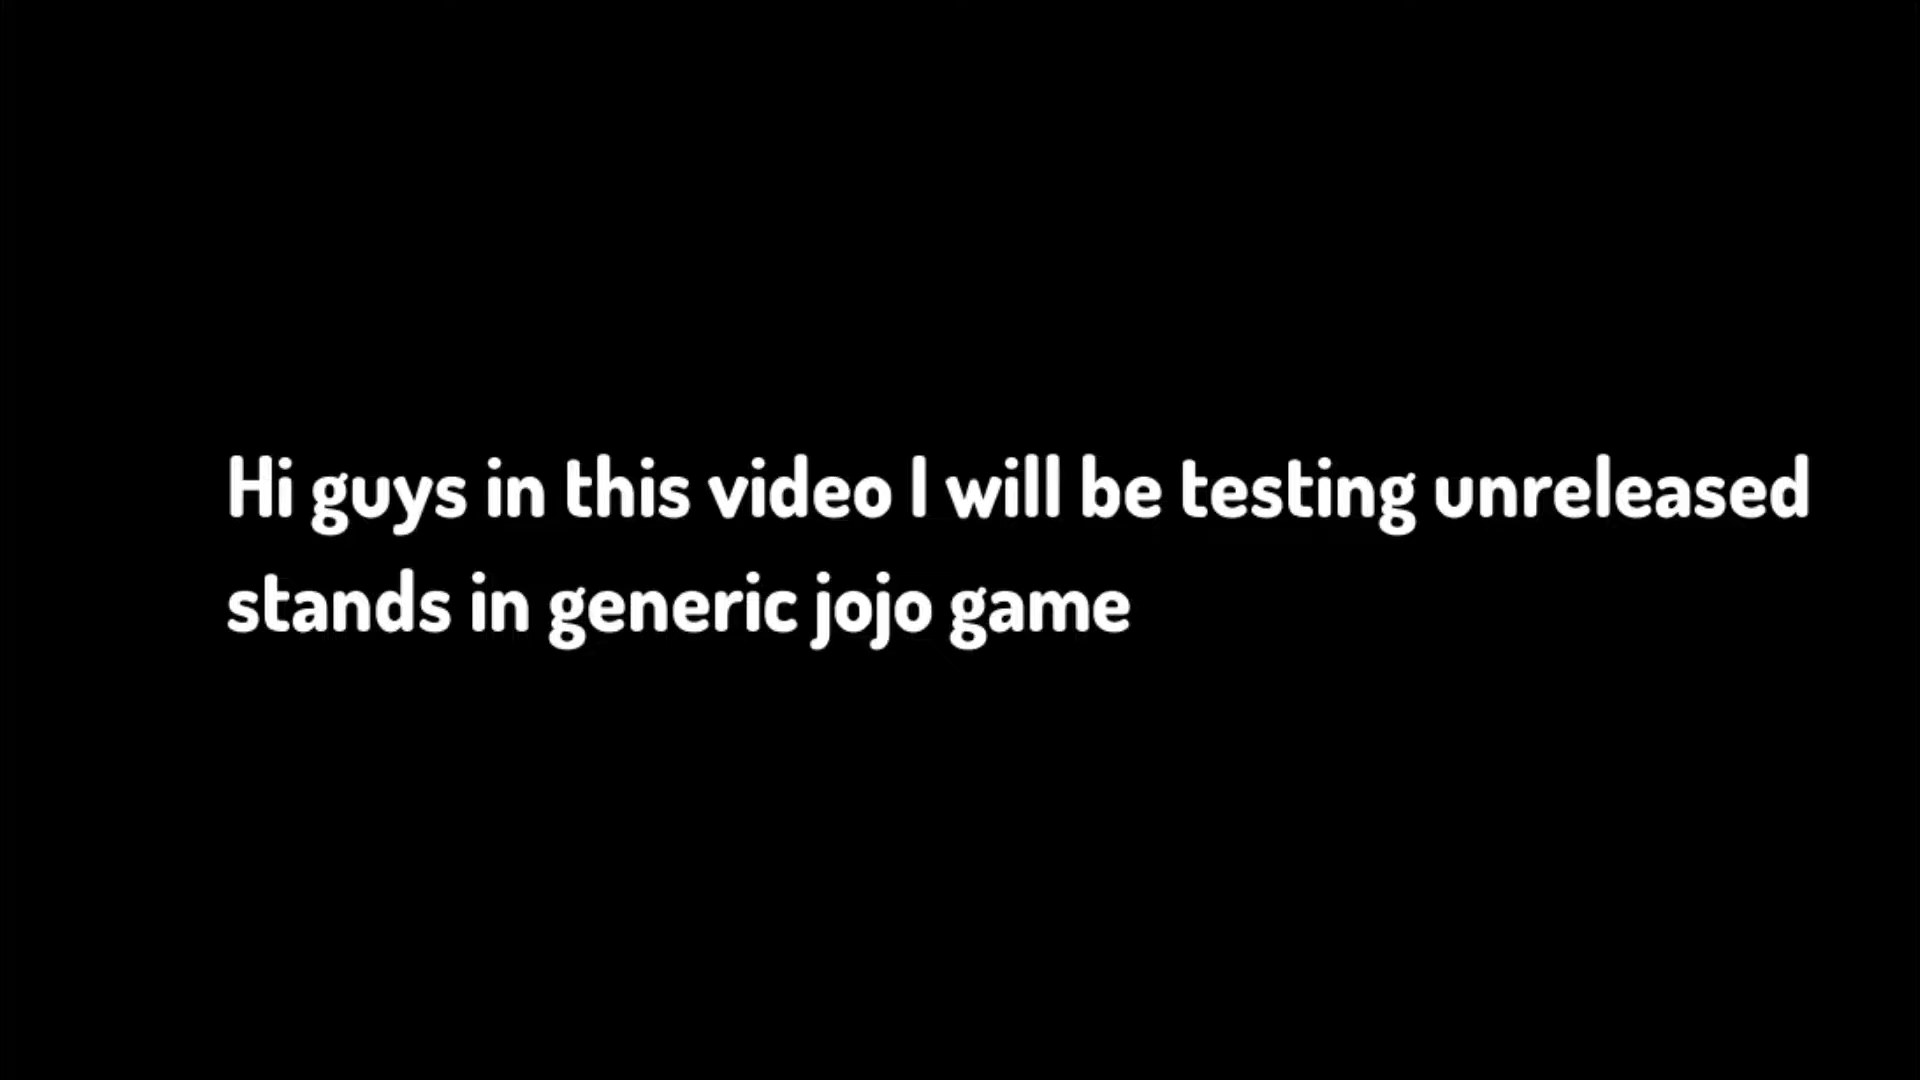 Hi guys in this video I will be testing unreleased
stands in generic jojo game